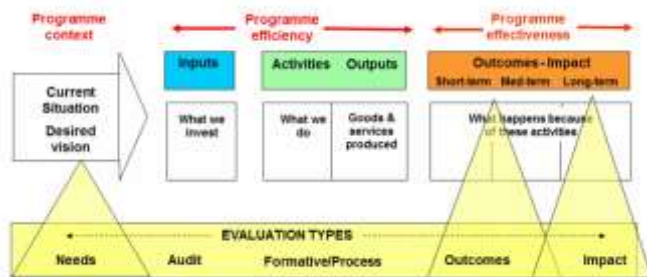 Programme context
Programme efficiency
Programme effectiveness
Inputs
Activities Outputs
Outcomes - Impact
Short-term Med-term Long-term
Current Situation
Desired vision
What we invest
What we do
Goods & services produced
What happens because of these activities
EVALUATION TYPES
Needs
Audit
Formative/Process
Outcomes
Impact